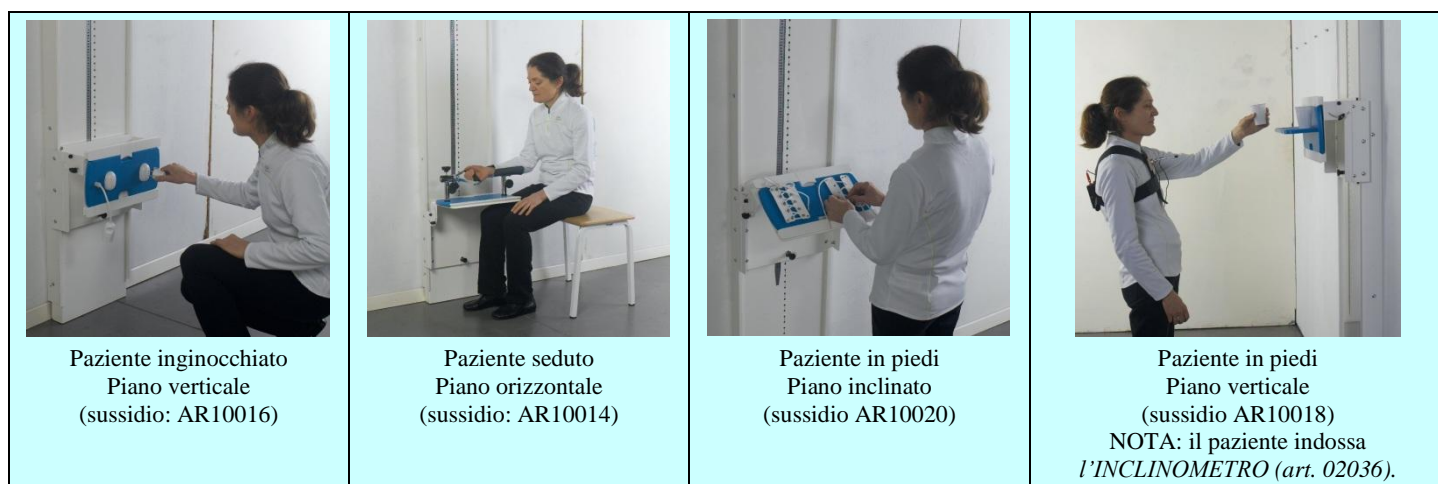 Paziente inginocchiato
Piano verticale
(sussidio: AR10016)
Paziente seduto
Piano orizzontale
(sussidio: AR10014)
Paziente in piedi
Piano inclinato
(sussidio AR10020)
Paziente in piedi
Piano verticale
(sussidio AR10018)
NOTA: il paziente indossa
l’INCLINOMETRO (art. 02036).